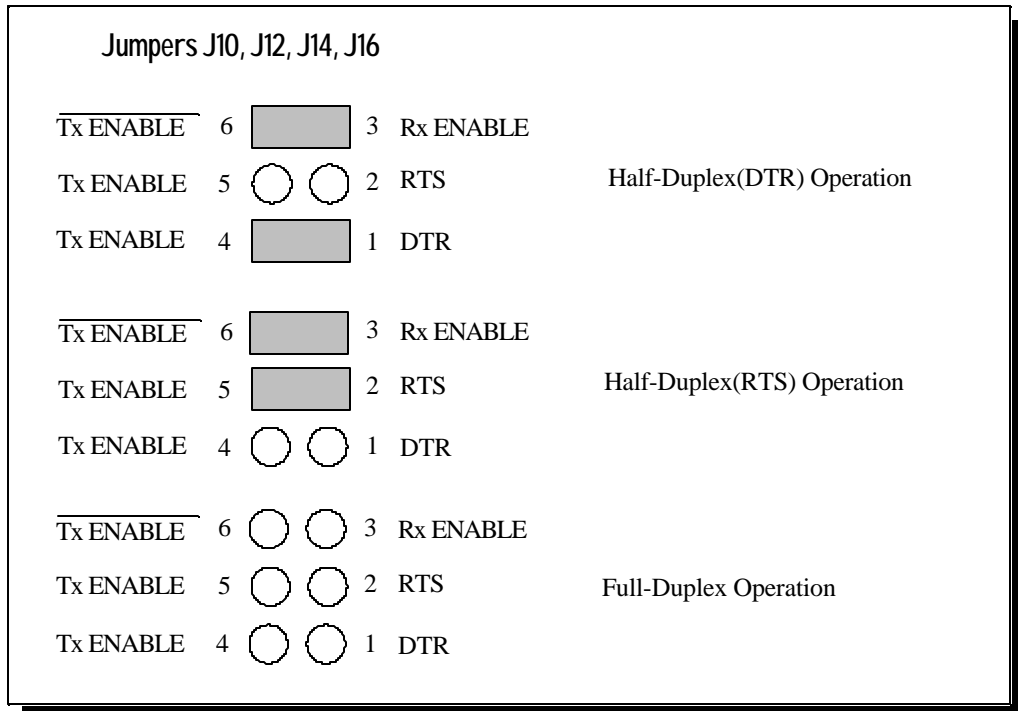 Jumpers J10, J12, J14, J16
Tx ENABLE 6 3 Rx ENABLE
Tx ENABLE 5 2 RTS Half-Duplex(DTR) Operation
Tx ENABLE 4 1 DTR
Tx ENABLE 6 3 Rx ENABLE
Tx ENABLE 5 2 RTS Half-Duplex(RTS) Operation
Tx ENABLE 4 1 DTR
Tx ENABLE 6 3 Rx ENABLE
Tx ENABLE 5 2 RTS Full-Duplex Operation
Tx ENABLE 4 1 DTR